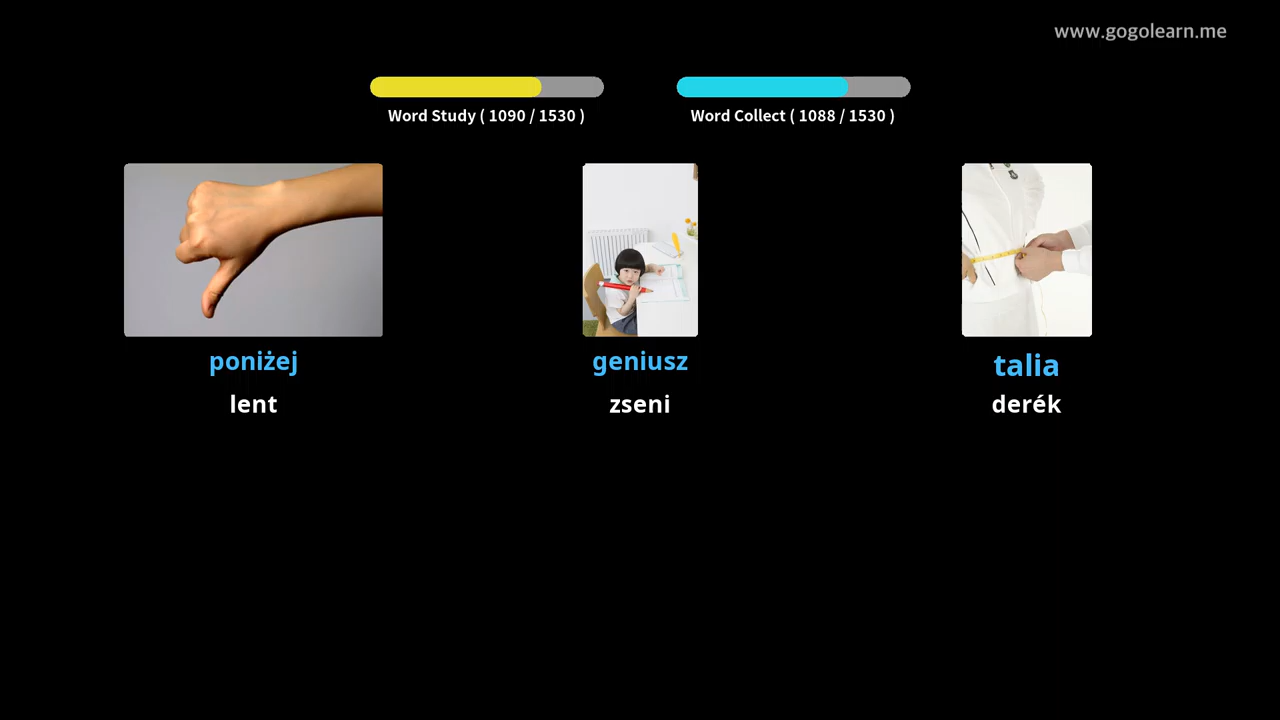 www.gogolearn.me
Word Study ( 1090 / 1530 )
Word Collect ( 1088 / 1530 )
poniżej
lent
geniusz
zseni
talia
derék